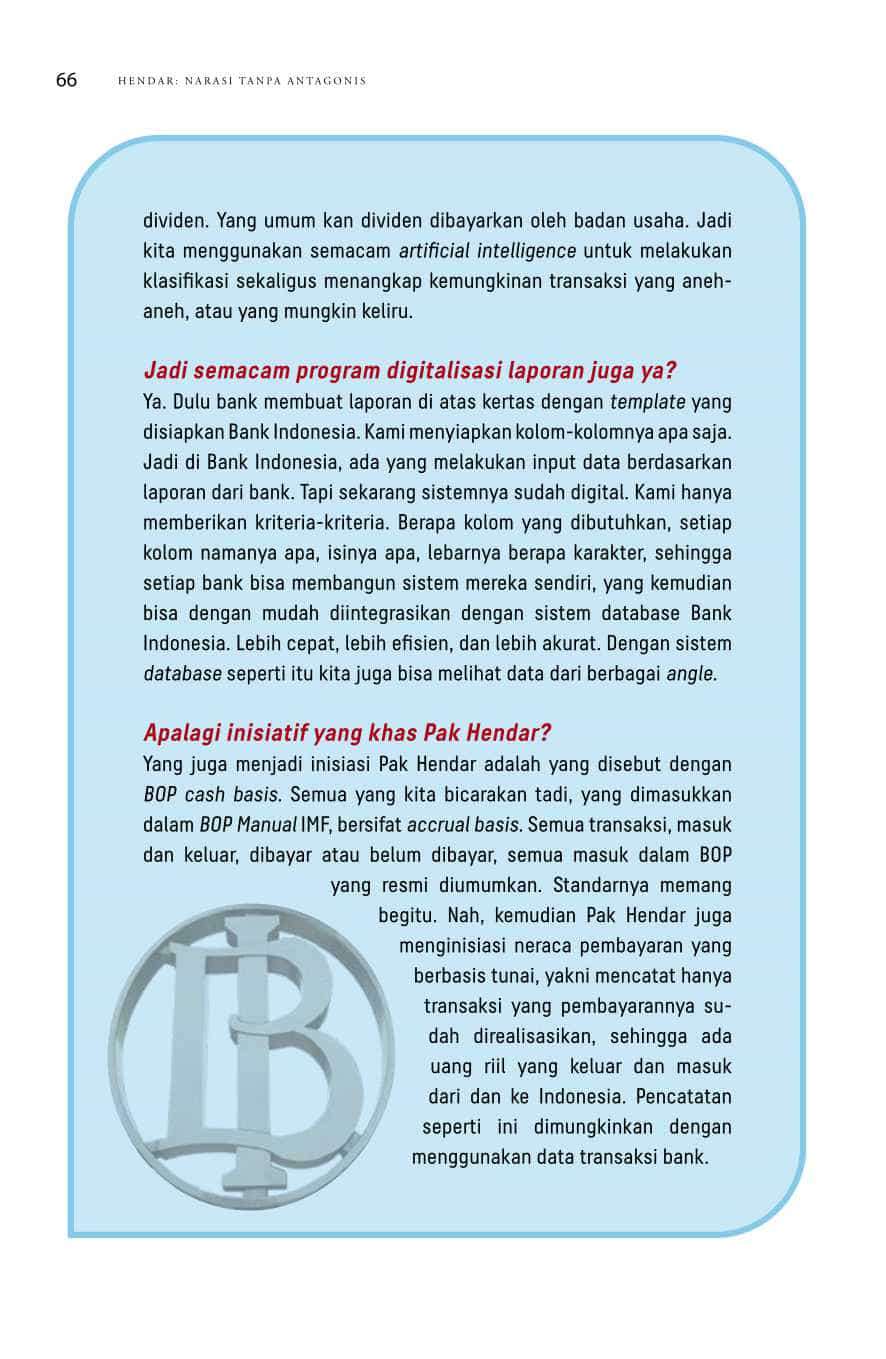 66 HENDAR: NARASI TANPA ANTAGONIS
dividen. Yang umum kan dividen dibayarkan oleh badan usaha. Jadi
kita menggunakan semacam artificial intelligence untuk melakukan
klasifikasi sekaligus menangkap kemungkinan transaksi yang aneh-
aneh, atau yang mungkin keliru.
Jadi semacam program digitalisasi laporan juga ya?
Ya. Dulu bank membuat laporan di atas kertas dengan template yang
disiapkan Bank Indonesia. Kami menyiapkan kolom-kolomnya apa saja.
Jadi di Bank Indonesia, ada yang melakukan input data berdasarkan
laporan dari bank. Tapi sekarang sistemnya sudah digital. Kami hanya
memberikan kriteria-kriteria. Berapa kolom yang dibutuhkan, setiap
kolom namanya apa, isinya apa, lebarnya berapa karakter, sehingga
setiap bank bisa membangun sistem mereka sendiri, yang kemudian
bisa dengan mudah diintegrasikan dengan sistem database Bank
Indonesia. Lebih cepat, lebih efisien, dan lebih akurat. Dengan sistem
database seperti itu kita juga bisa melihat data dari berbagai angle.
Apalagi inisiatif yang khas Pak Hendar?
Yang juga menjadi inisiasi Pak Hendar adalah yang disebut dengan
BOP cash basis. Semua yang kita bicarakan tadi, yang dimasukkan
dalam BOP Manual IMF, bersifat accrual basis. Semua transaksi, masuk
dan keluar, dibayar atau belum dibayar, semua masuk dalam BOP
yang resmi diumumkan. Standarnya memang
begitu. Nah, kemudian Pak Hendar juga
menginisiasi neraca pembayaran yang
berbasis tunai, yakni mencatat hanya
transaksi yang pembayarannya su-
dah direalisasikan, sehingga ada
uang riil yang keluar dan masuk
dari dan ke Indonesia. Pencatatan
seperti ini dimungkinkan dengan
menggunakan data transaksi bank.